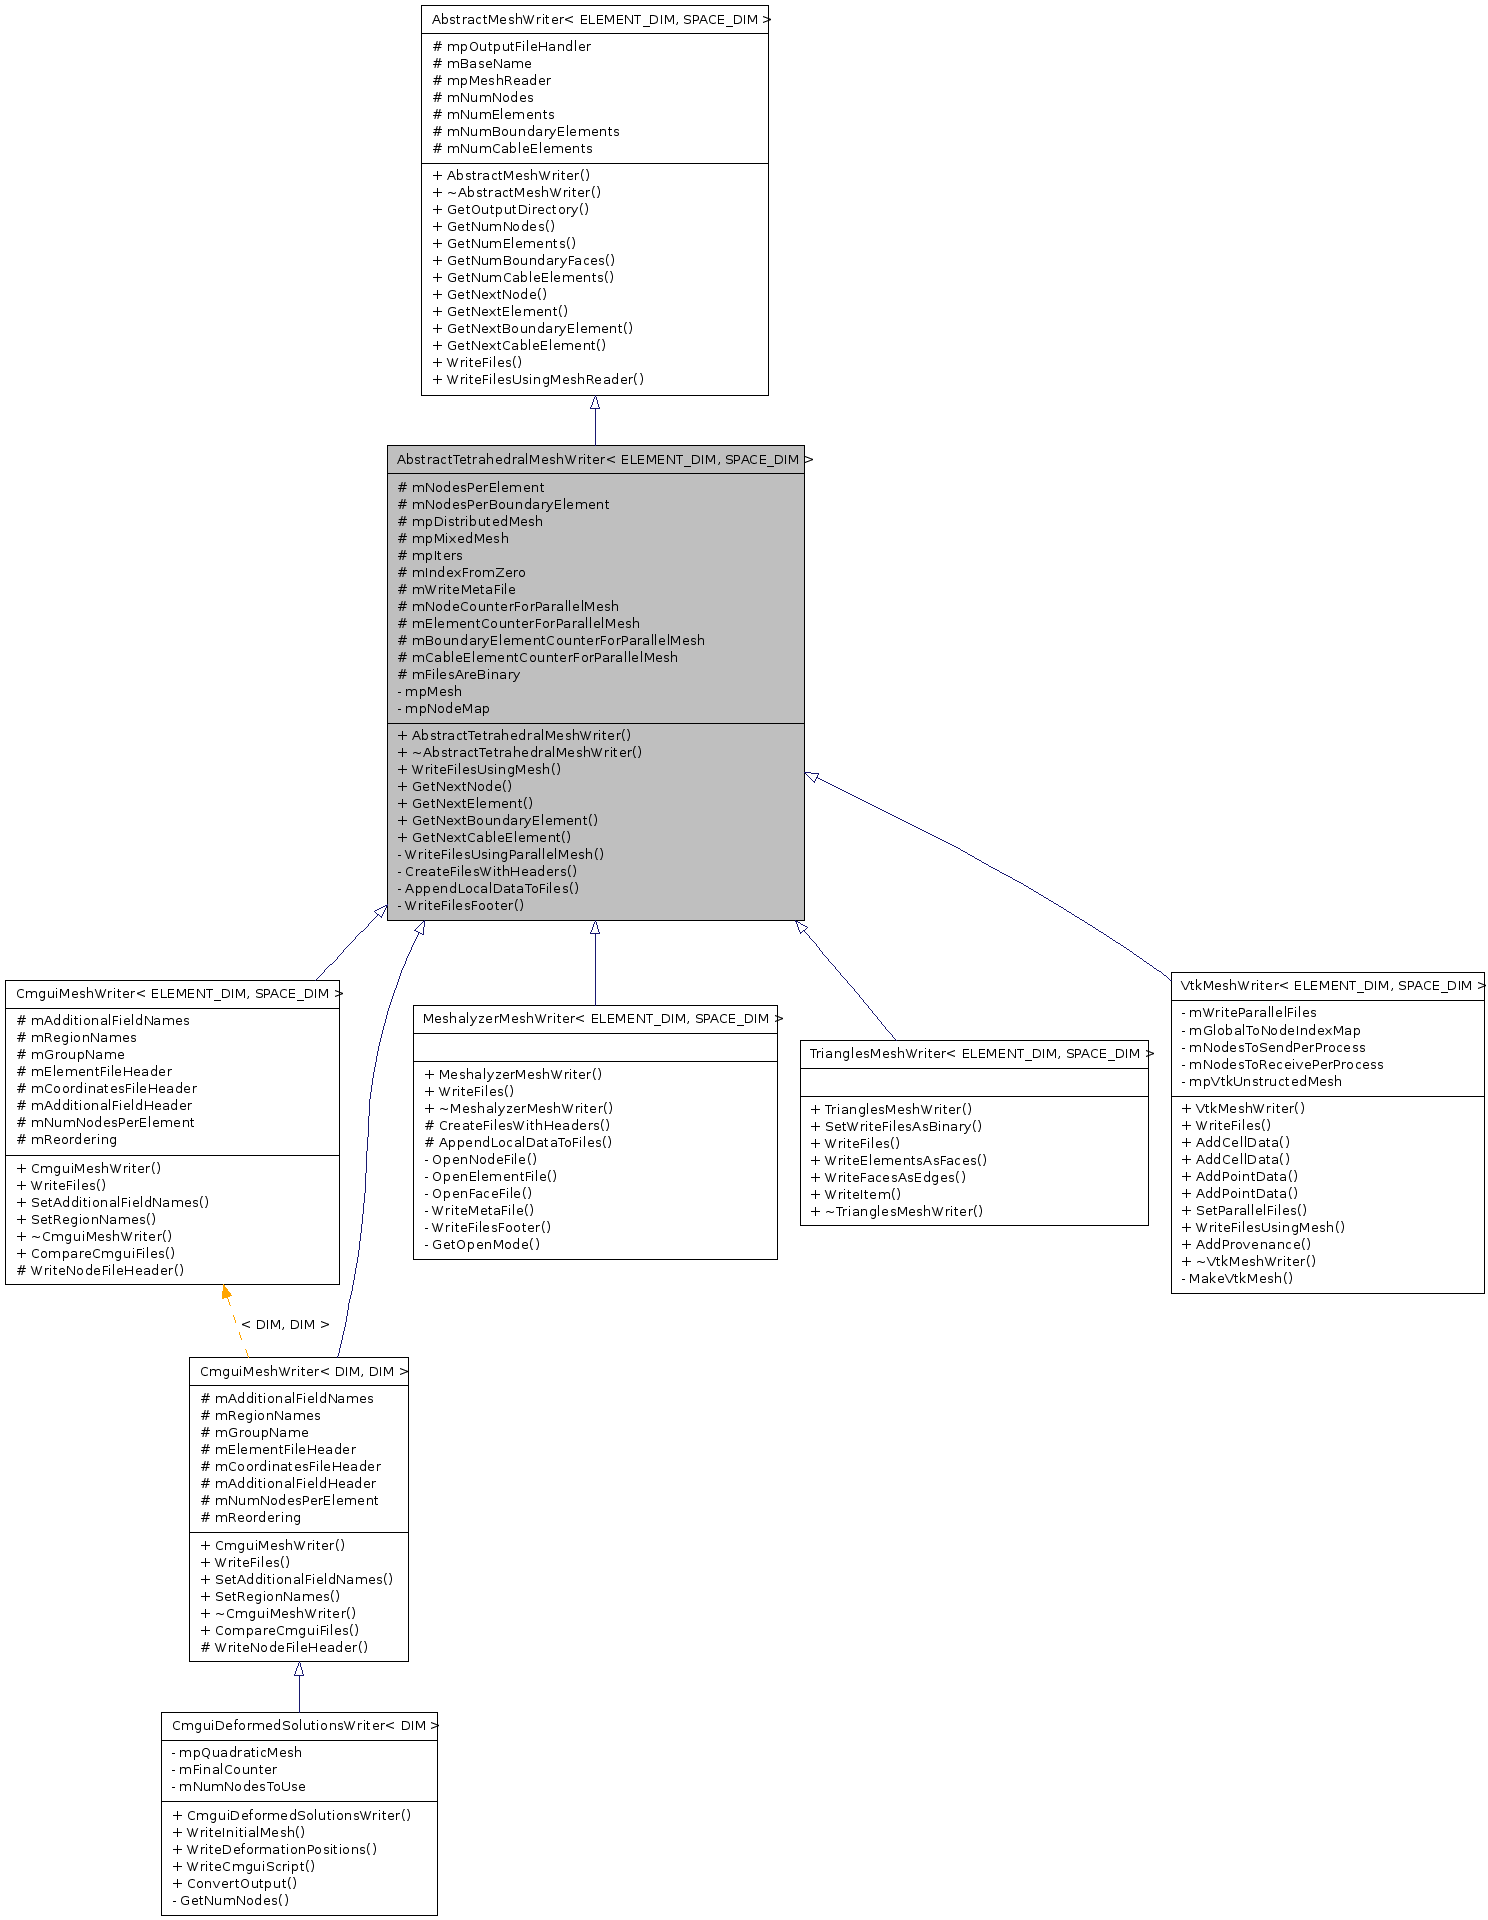 AbstractMeshWriter< ELEMENT_DIM, SPACE_DIM >
# mpOutputFileHandler
# mBaseName
# mpMeshReader
# mNumNodes
# mNumElements
# mNumBoundaryElements
# mNumCableElements
+ AbstractMeshWriter()
+ ~AbstractMeshWriter()
+ GetOutputDirectory()
+ GetNumNodes()
+ GetNumElements()
+ GetNumBoundaryFaces()
+ GetNumCableElements()
+ GetNextNode()
+ GetNextElement()
+ GetNextBoundaryElement()
+ GetNextCableElement()
+ WriteFiles()
+ WriteFilesUsingMeshReader()
AbstractTetrahedralMeshWriter< ELEMENT_DIM, SPACE_DIM >
# mNodesPerElement
# mNodesPerBoundaryElement
# mpDistributedMesh
# mpMixedMesh
# mpIters
# mIndexFromZero
# mWriteMetaFile
# mNodeCounterForParallelMesh
# mElementCounterForParallelMesh
# mBoundaryElementCounterForParallelMesh
# mCableElementCounterForParallelMesh
# mFilesAreBinary
- mpMesh
- mpNodeMap
+ AbstractTetrahedralMeshWriter()
+ ~AbstractTetrahedralMeshWriter()
+ WriteFilesUsingMesh()
+ GetNextNode()
+ GetNextElement()
+ GetNextBoundaryElement()
+ GetNextCableElement()
- WriteFilesUsingParallelMesh()
- CreateFilesWithHeaders()
- AppendLocalDataToFiles()
- WriteFilesFooter()
CmguiMeshWriter< ELEMENT_DIM, SPACE_DIM >
# mAdditionalFieldNames
# mRegionNames
# mGroupName
# mElementFileHeader
# mCoordinatesFileHeader
# mAdditionalFieldHeader
# mNumNodesPerElement
# mReordering
+ CmguiMeshWriter()
+ WriteFiles()
+ SetAdditionalFieldNames()
+ SetRegionNames()
+ ~CmguiMeshWriter()
+ CompareCmguiFiles()
# WriteNodeFileHeader()
MeshalyzerMeshWriter< ELEMENT_DIM, SPACE_DIM >
+ MeshalyzerMeshWriter()
+ WriteFiles()
+ ~MeshalyzerMeshWriter()
# CreateFilesWithHeaders()
# AppendLocalDataToFiles()
- OpenNodeFile()
- OpenElementFile()
- OpenFaceFile()
- WriteMetaFile()
- WriteFilesFooter()
- GetOpenMode()
TrianglesMeshWriter< ELEMENT_DIM, SPACE_DIM >
+ TrianglesMeshWriter()
+ SetWriteFilesAsBinary()
+ WriteFiles()
+ WriteElementsAsFaces()
+ WriteFacesAsEdges()
+ WriteItem()
+ ~TrianglesMeshWriter()
VtkMeshWriter< ELEMENT_DIM, SPACE_DIM >
- mWriteParallelFiles
- mGlobalToNodeIndexMap
- mNodesToSendPerProcess
- mNodesToReceivePerProcess
- mpVtkUnstructedMesh
+ VtkMeshWriter()
+ WriteFiles()
+ AddCellData()
+ AddCellData()
+ AddPointData()
+ AddPointData()
+ SetParallelFiles()
+ WriteFilesUsingMesh()
+ AddProvenance()
+ ~VtkMeshWriter()
- MakeVtkMesh()
< DIM, DIM >
CmguiMeshWriter< DIM, DIM >
# mAdditionalFieldNames
# mRegionNames
# mGroupName
# mElementFileHeader
# mCoordinatesFileHeader
# mAdditionalFieldHeader
# mNumNodesPerElement
# mReordering
+ CmguiMeshWriter()
+ WriteFiles()
+ SetAdditionalFieldNames()
+ SetRegionNames()
+ ~CmguiMeshWriter()
+ CompareCmguiFiles()
# WriteNodeFileHeader()
CmguiDeformedSolutionsWriter< DIM >
- mpQuadraticMesh
- mFinalCounter
- mNumNodesToUse
+ CmguiDeformedSolutionsWriter()
+ WriteInitialMesh()
+ WriteDeformationPositions()
+ WriteCmguiScript()
+ ConvertOutput()
- GetNumNodes()